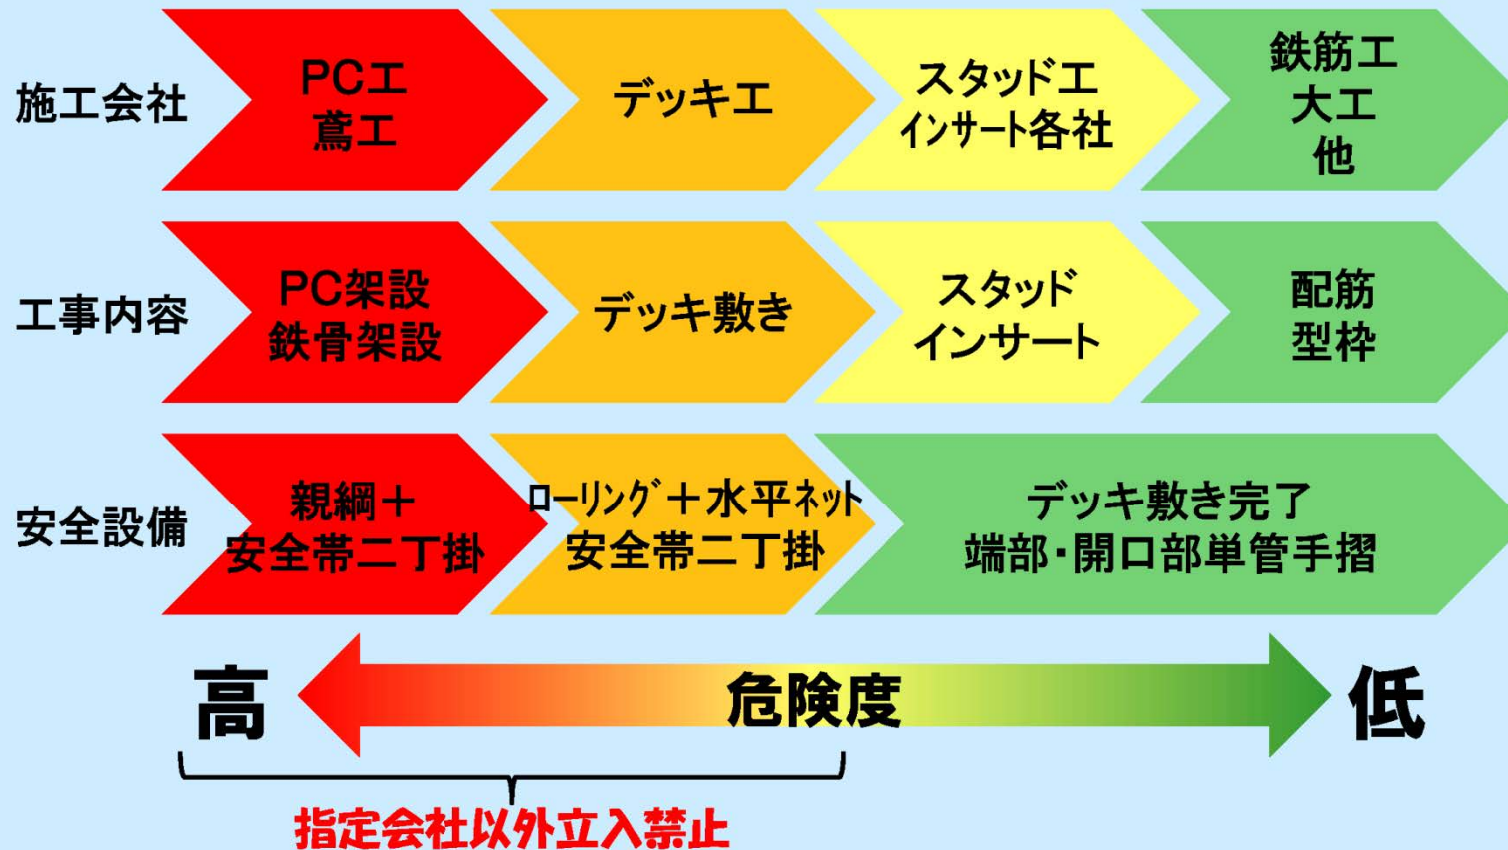 施工会社
PC工
鳶工
デッキ工
スタッド工
インサート各社
鉄筋工
大工
他
工事内容
PC架設
鉄骨架設
デッキ敷き
スタッド
インサート
配筋
型枠
安全設備
親綱＋
安全帯二丁掛
ローリング＋水平ネット
安全帯二丁掛
デッキ敷き完了
端部・開口部単管手摺
高
危険度
低
指定会社以外立入禁止